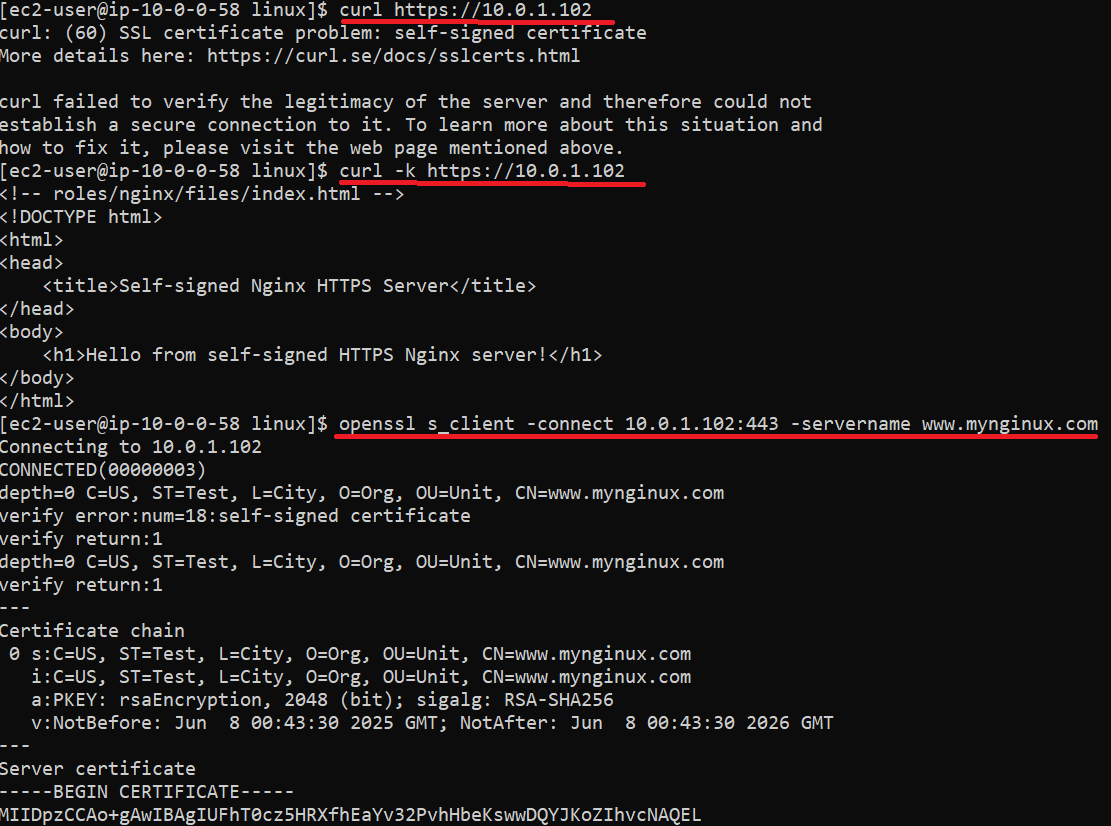 [ec2-user@ip-10-0-0-58 linux]$ curl https://10.0.1.102
curl: (60) SSL certificate problem: self-signed certificate
More details here: https://curl.se/docs/sslcerts.html
curl failed to verify the legitimacy of the server and therefore could not
establish a secure connection to it. To learn more about this situation and
how to fix it, please visit the web page mentioned above.
[ec2-user@ip-10-0-0-58 linux]$ curl -k https://10.0.1.102
<!-- roles/nginx/files/index.html -->
<!DOCTYPE html>
<html>
<head>
    <title>Self-signed Nginx HTTPS Server</title>
</head>
<body>
    <h1>Hello from self-signed HTTPS Nginx server!</h1>
</body>
</html>
[ec2-user@ip-10-0-0-58 linux]$ openssl s_client -connect 10.0.1.102:443 -servername www.mynginux.com
Connecting to 10.0.1.102
CONNECTED(00000003)
depth=0 C=US, ST=Test, L=City, O=Org, OU=Unit, CN=www.mynginux.com
verify error:num=18:self-signed certificate
verify return:1
depth=0 C=US, ST=Test, L=City, O=Org, OU=Unit, CN=www.mynginux.com
verify return:1
---
Certificate chain
 0 s:C=US, ST=Test, L=City, O=Org, OU=Unit, CN=www.mynginux.com
   i:C=US, ST=Test, L=City, O=Org, OU=Unit, CN=www.mynginux.com
   a:PKEY: rsaEncryption, 2048 (bit); sigalg: RSA-SHA256
   v:NotBefore: Jun  8 00:43:30 2025 GMT; NotAfter: Jun  8 00:43:30 2026 GMT
---
Server certificate
-----BEGIN CERTIFICATE-----
MIIDpzCCAo+gAwIBAgIUFhT0cz5HRXfhEaYv32PvhHbeKswwDQYJKoZIhvcNAQEL